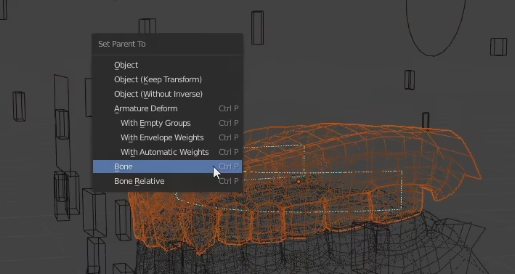 Set Parent To
Object
Object (Keep Transform)
Object (Without Inverse)
Armature Deform Ctrl P
With Empty Groups Ctrl P
With Envelope Weights Ctrl P
With Automatic Weights Ctrl P
Bone Ctrl P
Bone Relative Ctrl P